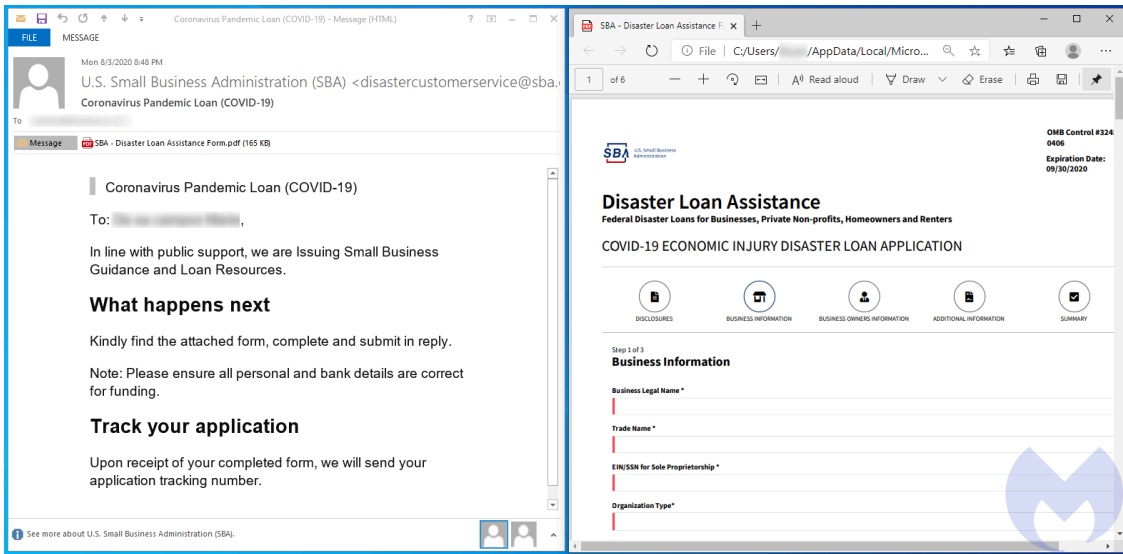 Coronavirus Pandemic Loan (COVID-19) - Message (HTML)
FILE MESSAGE
Mon 8/3/2020 8:48 PM
U.S. Small Business Administration (SBA) <disastercustomerservice@sba.
Coronavirus Pandemic Loan (COVID-19)
To
Message SBA - Disaster Loan Assistance Form.pdf (165 KB)
Coronavirus Pandemic Loan (COVID-19)
To:
In line with public support, we are Issuing Small Business
Guidance and Loan Resources.
What happens next
Kindly find the attached form, complete and submit in reply.
Note: Please ensure all personal and bank details are correct
for funding.
Track your application
Upon receipt of your completed form, we will send your
application tracking number.
See more about U.S. Small Business Administration (SBA).
SBA - Disaster Loan Assistance F
File C:/Users/ /AppData/Local/Micro...
1 of 6 Read aloud Draw Erase
OMB Control #324
0406
Expiration Date:
09/30/2020
SBA U.S. Small Business
Administration
Disaster Loan Assistance
Federal Disaster Loans for Businesses, Private Non-profits, Homeowners and Renters
COVID-19 ECONOMIC INJURY DISASTER LOAN APPLICATION
DISCLOSURES BUSINESS INFORMATION BUSINESS OWNERS INFORMATION ADDITIONAL INFORMATION SUMMARY
Step 1 of 3
Business Information
Business Legal Name *
Trade Name *
EIN/SSN for Sole Proprietorship *
Organization Type*